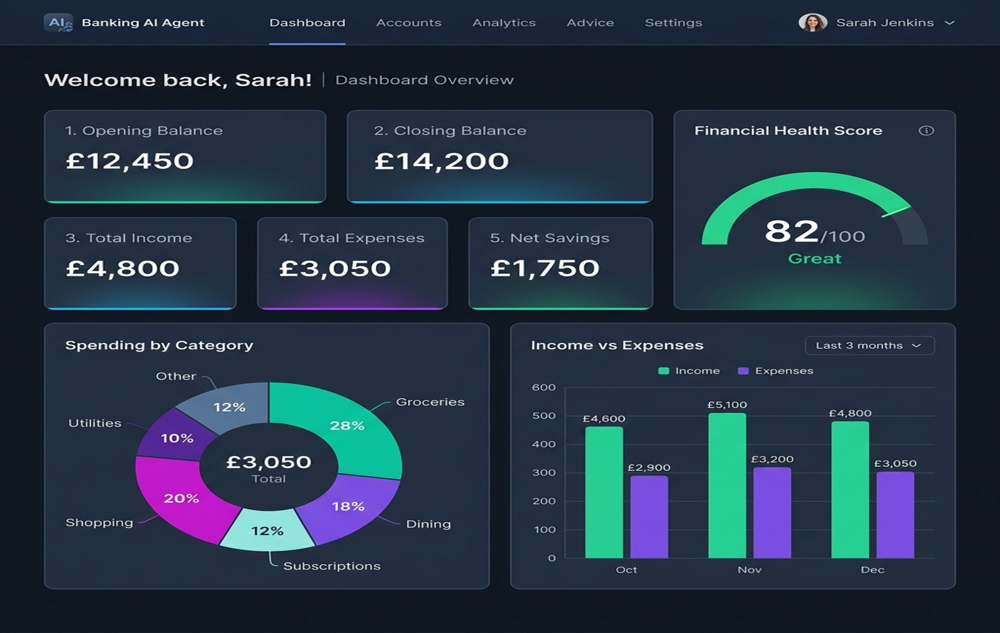 AI Banking AI Agent Dashboard Accounts Analytics Advice Settings Sarah Jenkins
Welcome back, Sarah! | Dashboard Overview
1. Opening Balance
£12,450
2. Closing Balance
£14,200
Financial Health Score
82/100
Great
3. Total Income
£4,800
4. Total Expenses
£3,050
5. Net Savings
£1,750
Spending by Category
Other
12%
Groceries
28%
Utilities
10%
£3,050
Total
20%
18%
Shopping
12%
Dining
Subscriptions
Income vs Expenses
Last 3 months
Income Expenses
600
500
400
300
200
100
0
£4,600
£2,900
£5,100
£3,200
£4,800
£3,050
Oct Nov Dec